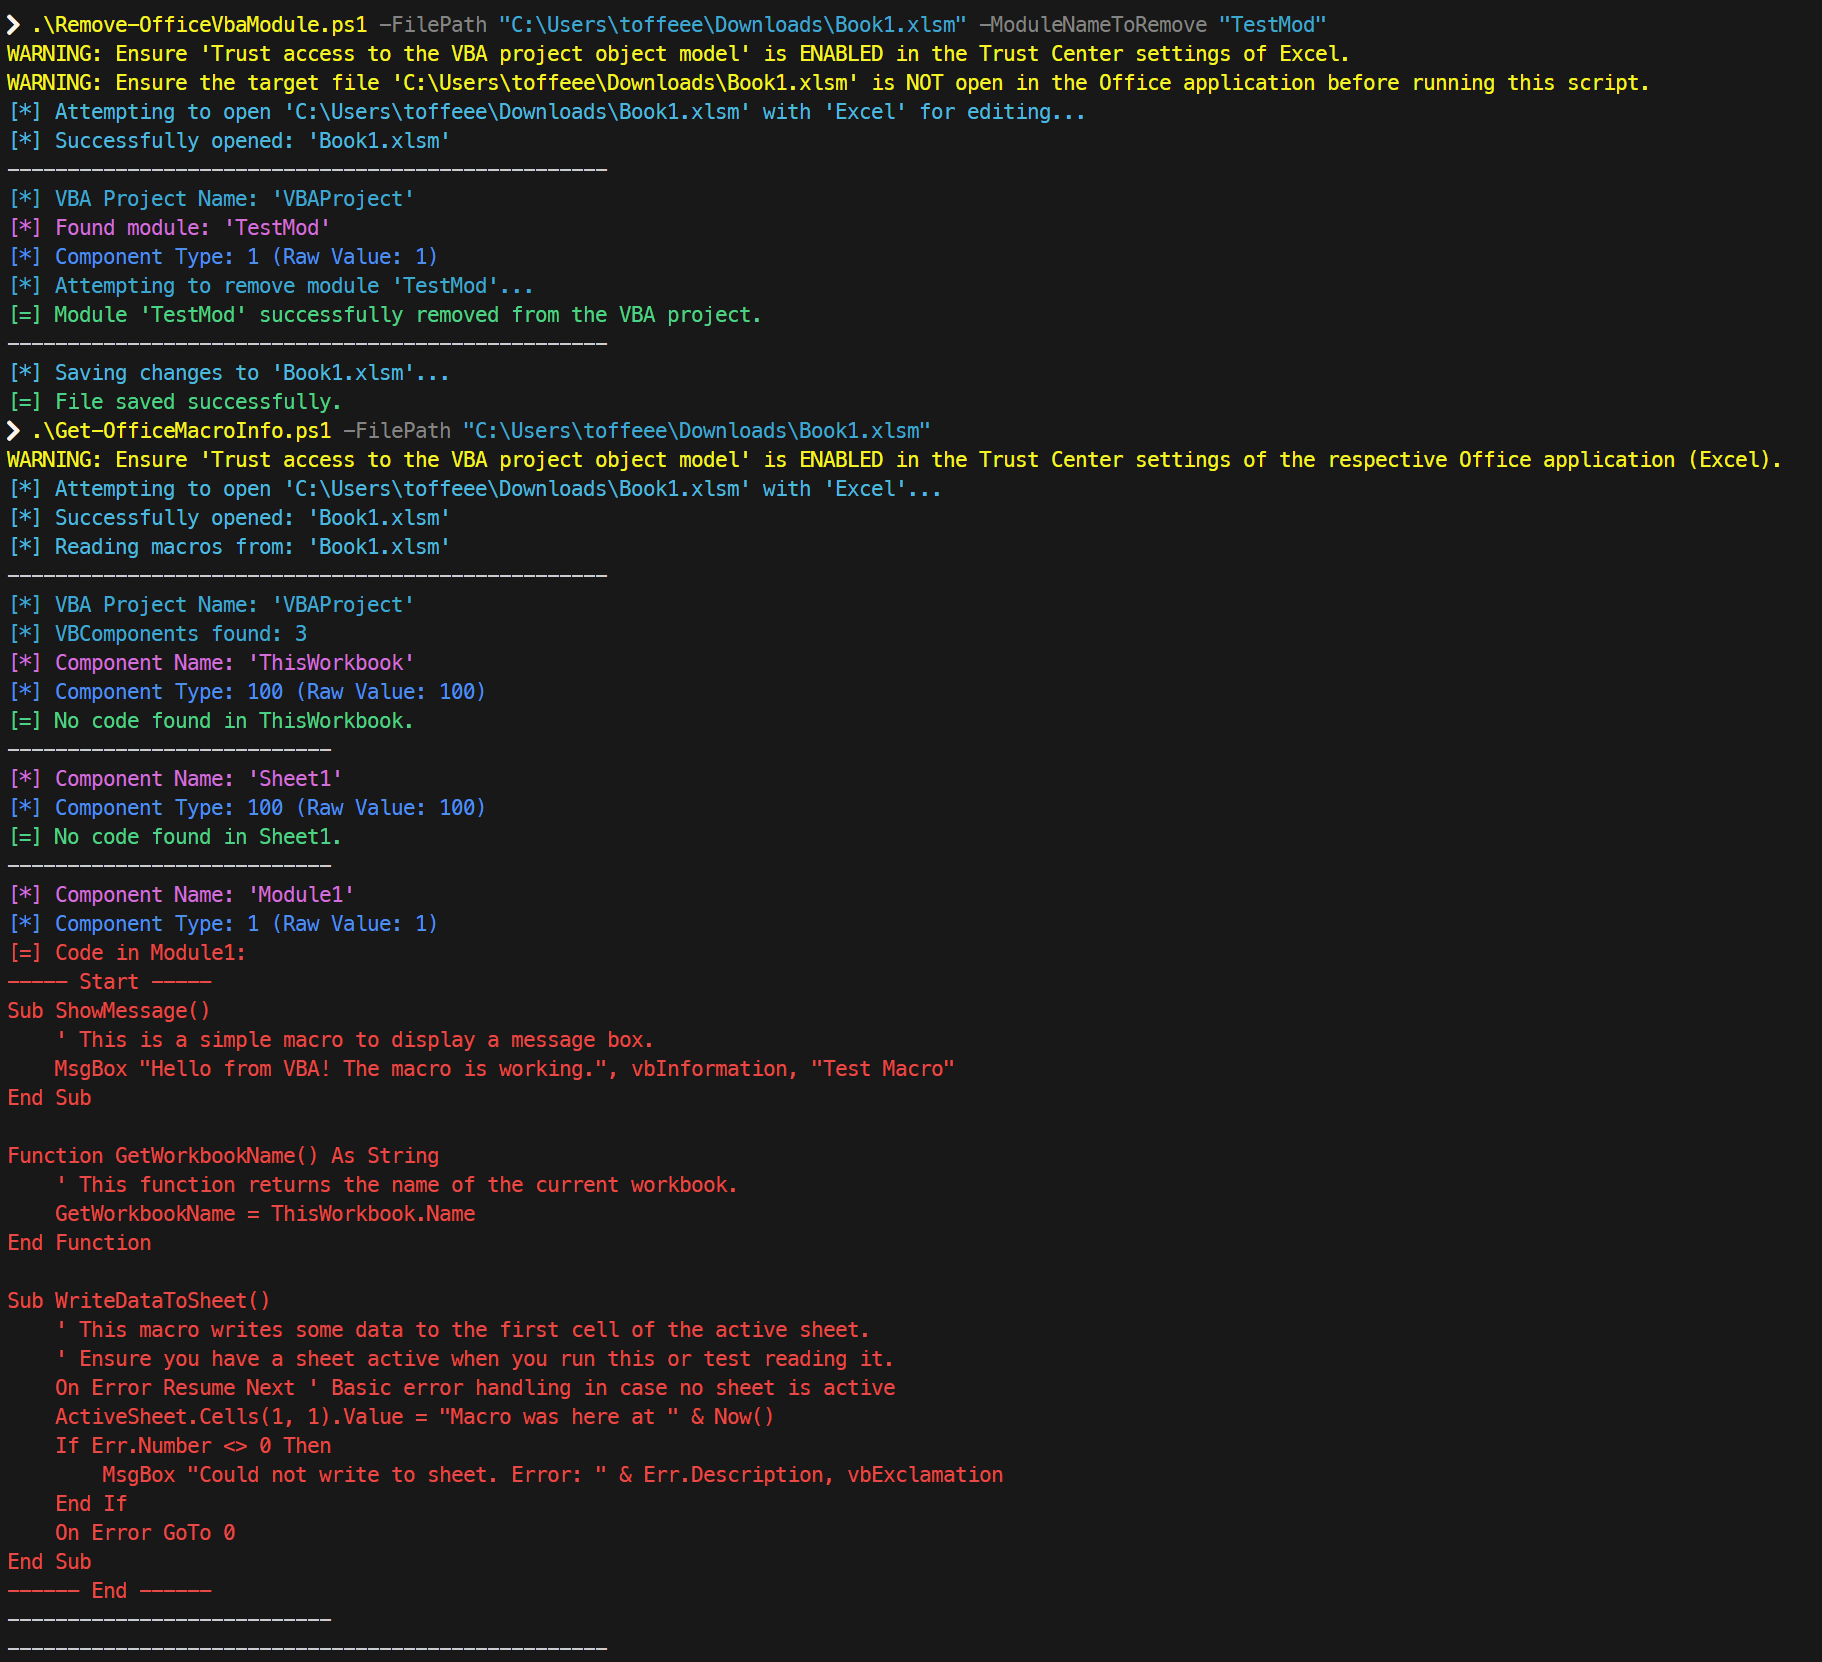 ❯ .\Remove-OfficeVbaModule.ps1 -FilePath "C:\Users\toffeee\Downloads\Book1.xlsm" -ModuleNameToRemove "TestMod"
WARNING: Ensure 'Trust access to the VBA project object model' is ENABLED in the Trust Center settings of Excel.
WARNING: Ensure the target file 'C:\Users\toffeee\Downloads\Book1.xlsm' is NOT open in the Office application before running this script.
[*] Attempting to open 'C:\Users\toffeee\Downloads\Book1.xlsm' with 'Excel' for editing...
[*] Successfully opened: 'Book1.xlsm'
--------------------------------------------------
[*] VBA Project Name: 'VBAProject'
[*] Found module: 'TestMod'
[*] Component Type: 1 (Raw Value: 1)
[*] Attempting to remove module 'TestMod'...
[=] Module 'TestMod' successfully removed from the VBA project.
--------------------------------------------------
[*] Saving changes to 'Book1.xlsm'...
[=] File saved successfully.
❯ .\Get-OfficeMacroInfo.ps1 -FilePath "C:\Users\toffeee\Downloads\Book1.xlsm"
WARNING: Ensure 'Trust access to the VBA project object model' is ENABLED in the Trust Center settings of the respective Office application (Excel).
[*] Attempting to open 'C:\Users\toffeee\Downloads\Book1.xlsm' with 'Excel'...
[*] Successfully opened: 'Book1.xlsm'
[*] Reading macros from: 'Book1.xlsm'
--------------------------------------------------
[*] VBA Project Name: 'VBAProject'
[*] VBComponents found: 3
[*] Component Name: 'ThisWorkbook'
[*] Component Type: 100 (Raw Value: 100)
[=] No code found in ThisWorkbook.
---------------------------
[*] Component Name: 'Sheet1'
[*] Component Type: 100 (Raw Value: 100)
[=] No code found in Sheet1.
---------------------------
[*] Component Name: 'Module1'
[*] Component Type: 1 (Raw Value: 1)
[=] Code in Module1:
----- Start -----
Sub ShowMessage()
    ' This is a simple macro to display a message box.
    MsgBox "Hello from VBA! The macro is working.", vbInformation, "Test Macro"
End Sub

Function GetWorkbookName() As String
    ' This function returns the name of the current workbook.
    GetWorkbookName = ThisWorkbook.Name
End Function

Sub WriteDataToSheet()
    ' This macro writes some data to the first cell of the active sheet.
    ' Ensure you have a sheet active when you run this or test reading it.
    On Error Resume Next ' Basic error handling in case no sheet is active
    ActiveSheet.Cells(1, 1).Value = "Macro was here at " & Now()
    If Err.Number <> 0 Then
        MsgBox "Could not write to sheet. Error: " & Err.Description, vbExclamation
    End If
    On Error GoTo 0
End Sub
------ End ------
---------------------------
--------------------------------------------------